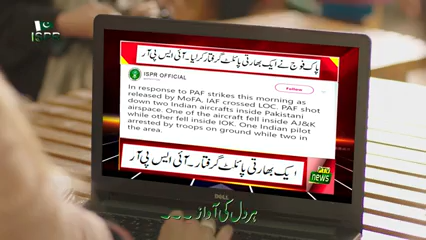 ISPR
پاک فوج نے ایک بھارتی پائلٹ گرفتار کر لیا۔ آئی ایس پی آر
ISPR OFFICIAL
Follow
In response to PAF strikes this morning as
released by MoFA, IAF crossed LOC. PAF shot
down two Indian aircrafts inside Pakistani
airspace. One of the aircraft fell inside AJ&K
while other fell inside IOK. One Indian pilot
arrested by troops on ground while two in
the area.
ایک بھارتی پائلٹ گرفتار۔ آئی ایس پی آر
news
DELL
ہر دل کی آواز ۔۔۔